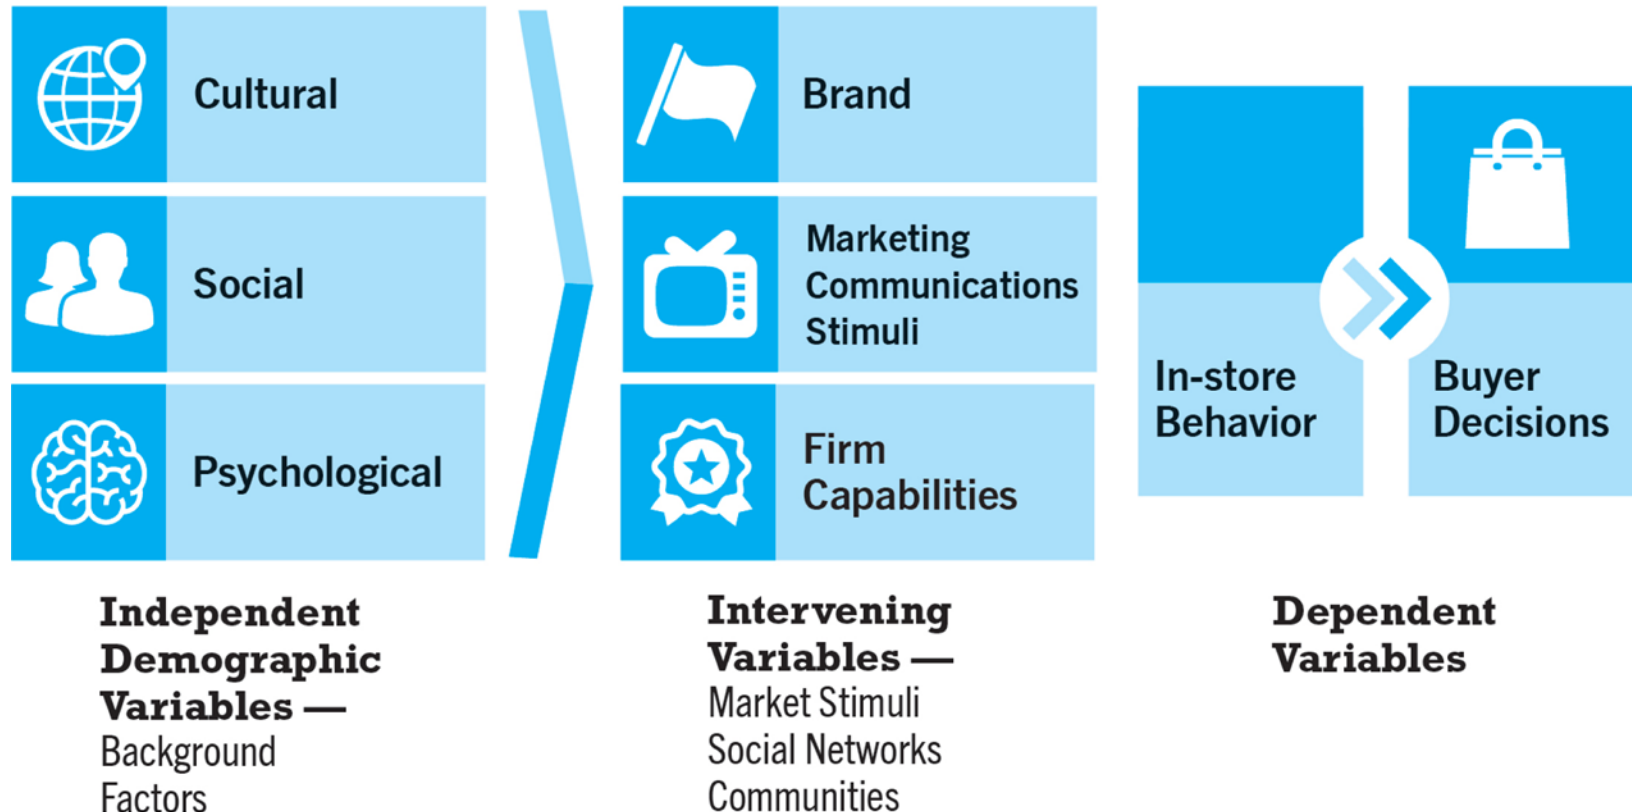 Cultural
Social
Psychological
Brand
Marketing
Communications
Stimuli
Firm
Capabilities
In-store
Behavior
Buyer
Decisions
Independent
Demographic
Variables —
Background
Factors
Intervening
Variables —
Market Stimuli
Social Networks
Communities
Dependent
Variables